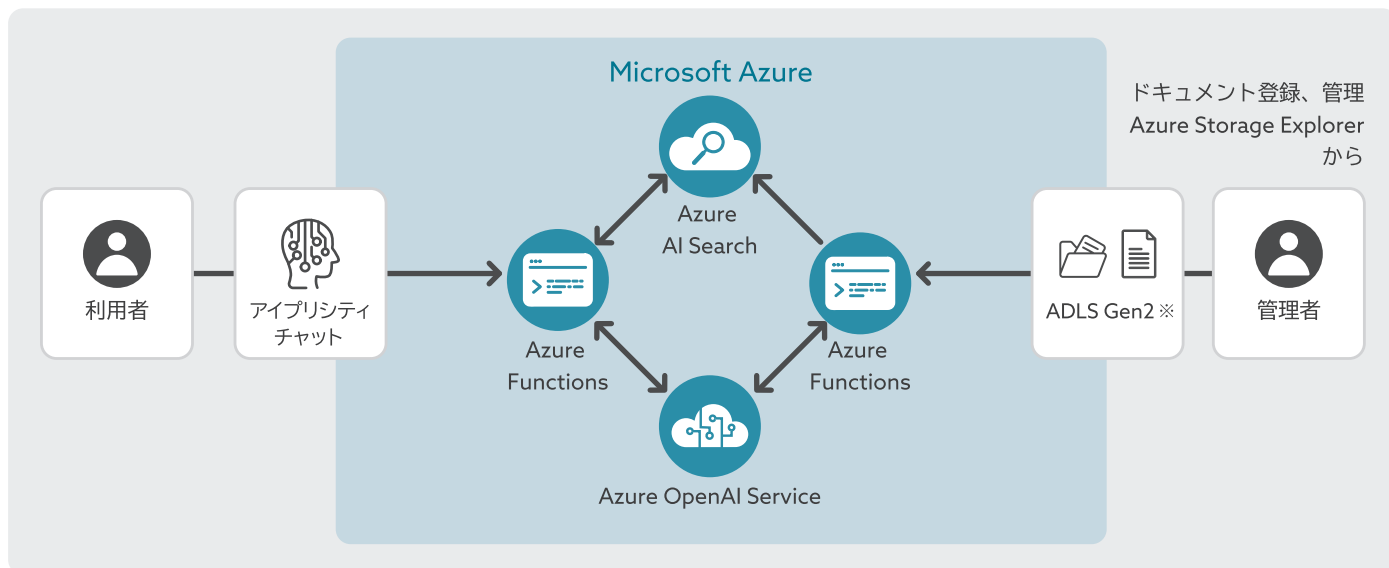 Microsoft Azure
ドキュメント登録、管理
Azure Storage Explorer
から
Azure
AI Search
利用者
アイプリシティ
チャット
Azure
Functions
Azure
Functions
ADLS Gen2 ※
管理者
Azure OpenAI Service